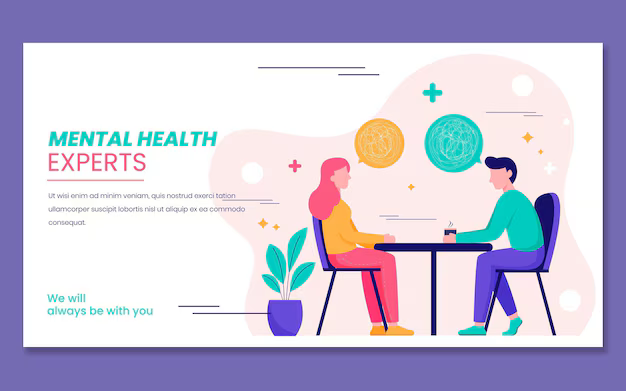 MENTAL HEALTH
EXPERTS
Ut wisi enim ad minim veniam, quis nostrud exerci tation
ullamcorper suscipit lobortis nisl ut aliquip ex ea commodo
consequat.
We will
always be with you